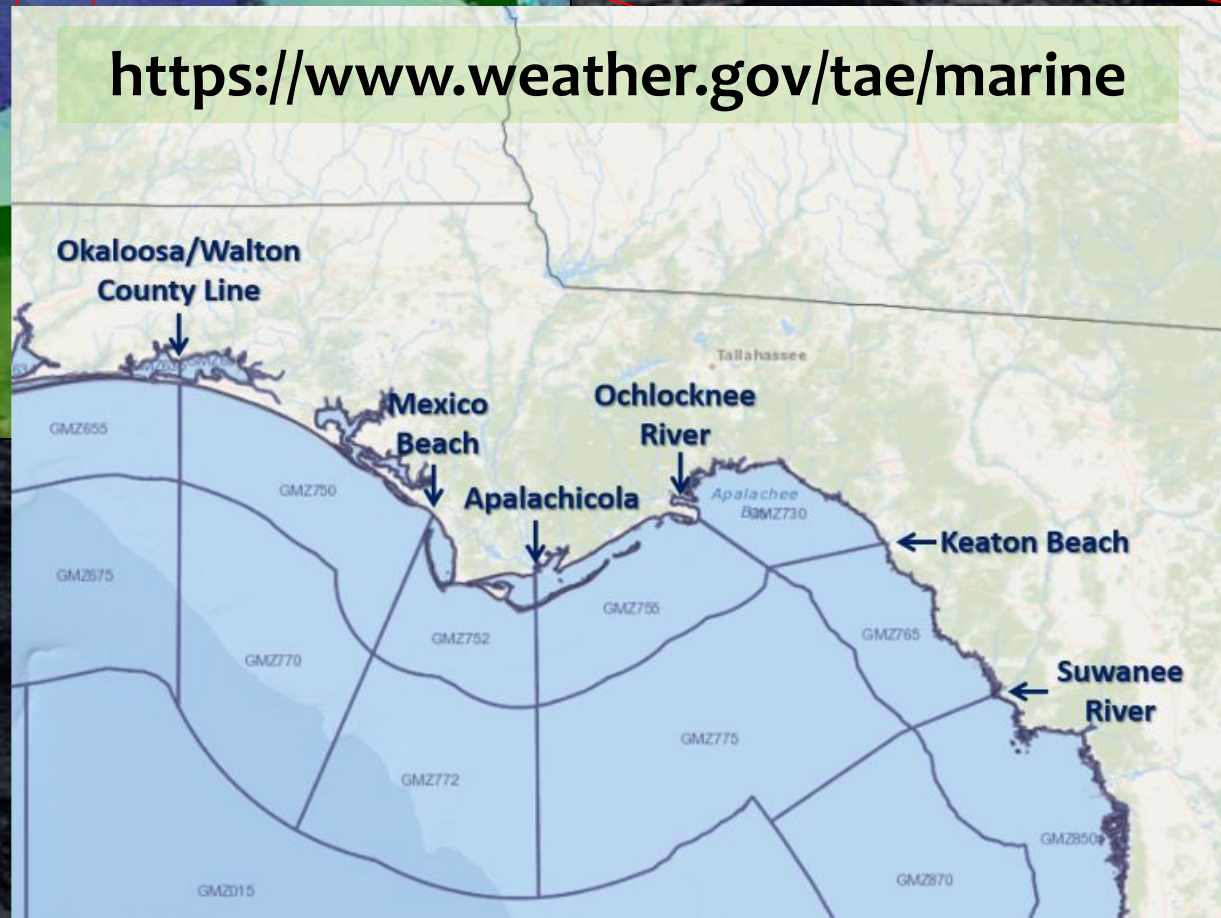 https://www.weather.gov/tae/marine
Okaloosa/Walton
County Line
Tallahassee
Mexico
Beach
Ochlocknee
River
GMZ655
GMZ750
Apalachicola
Apalachee
GMZ730
Keaton Beach
GMZ675
GMZ755
GMZ752
GMZ765
GMZ770
Suwanee
River
GMZ775
GMZ772
GMZ850
GMZ870
GMZ015